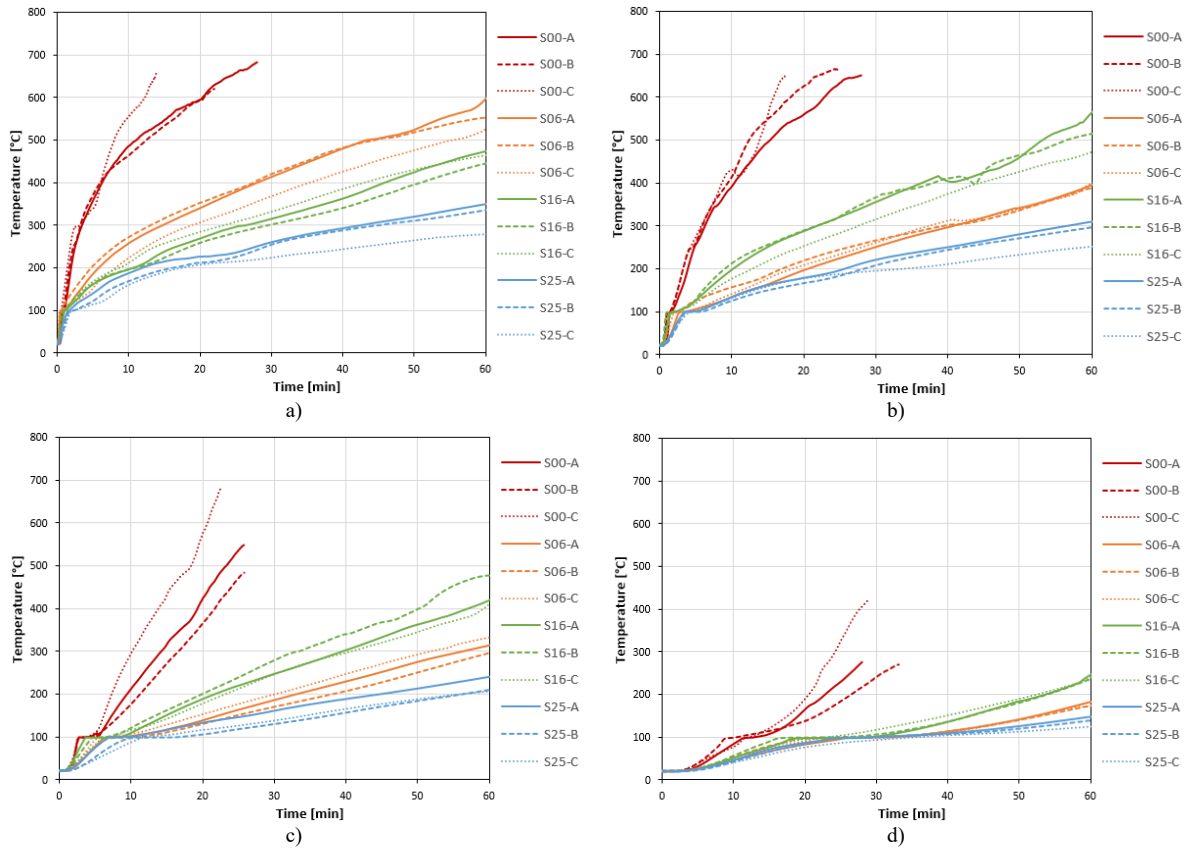 800
700
600
500
400
300
200
100
0
Temperature [°C]
0 10 20 30 40 50 60
Time [min]
S00-A
S00-B
S00-C
S06-A
S06-B
S06-C
S16-A
S16-B
S16-C
S25-A
S25-B
S25-C
a)
800
700
600
500
400
300
200
100
0
Temperature [°C]
0 10 20 30 40 50 60
Time [min]
S00-A
S00-B
S00-C
S06-A
S06-B
S06-C
S16-A
S16-B
S16-C
S25-A
S25-B
S25-C
b)
800
700
600
500
400
300
200
100
0
Temperature [°C]
0 10 20 30 40 50 60
Time [min]
S00-A
S00-B
S00-C
S06-A
S06-B
S06-C
S16-A
S16-B
S16-C
S25-A
S25-B
S25-C
c)
800
700
600
500
400
300
200
100
0
Temperature [°C]
0 10 20 30 40 50 60
Time [min]
S00-A
S00-B
S00-C
S06-A
S06-B
S06-C
S16-A
S16-B
S16-C
S25-A
S25-B
S25-C
d)